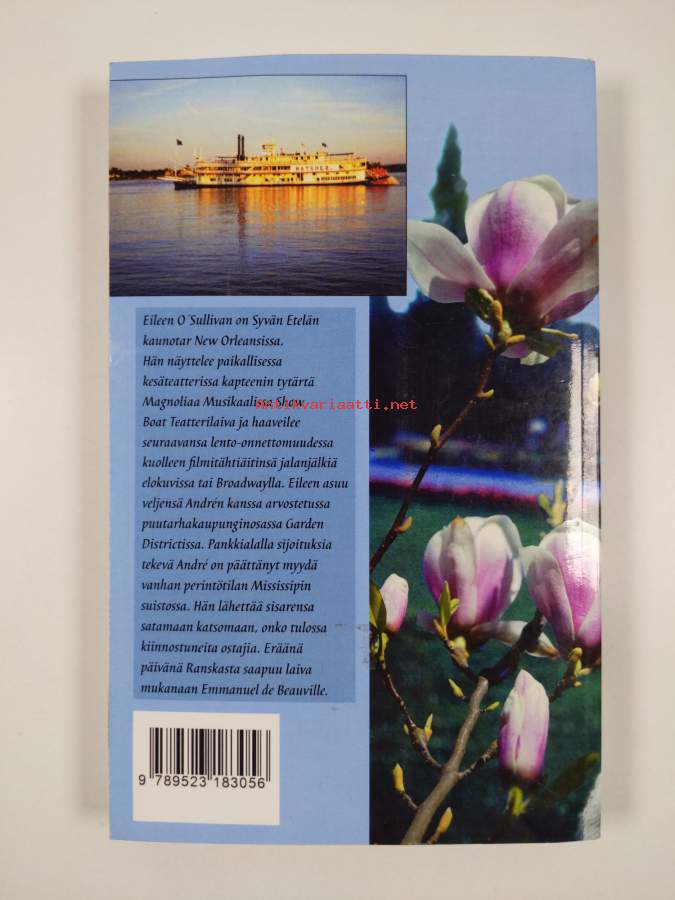 NATCHEZ
Eileen O´Sullivan on Syvän Etelän
kaunotar New Orleansissa.
Hän näyttelee paikallisessa
kesäteatterissa kapteenin tytärtä
Magnoliaa Musikaalissa Show
Antikvariaatti.net
Boat Teatterilaiva ja haaveilee
seuraavansa lento-onnettomuudessa
kuolleen filmitähtiäitinsä jalanjälkiä
elokuvissa tai Broadwaylla. Eileen asuu
veljensä Andrén kanssa arvostetussa
puutarhakaupunginosassa Garden
Districtissa. Pankkialalla sijoituksia
tekevä André on päättänyt myydä
vanhan perintötilan Mississipin
suistossa. Hän lähettää sisarensa
satamaan katsomaan, onko tulossa
kiinnostuneita ostajia. Eräänä
päivänä Ranskasta saapuu laiva
mukanaan Emmanuel de Beauville.
9 789523 183056